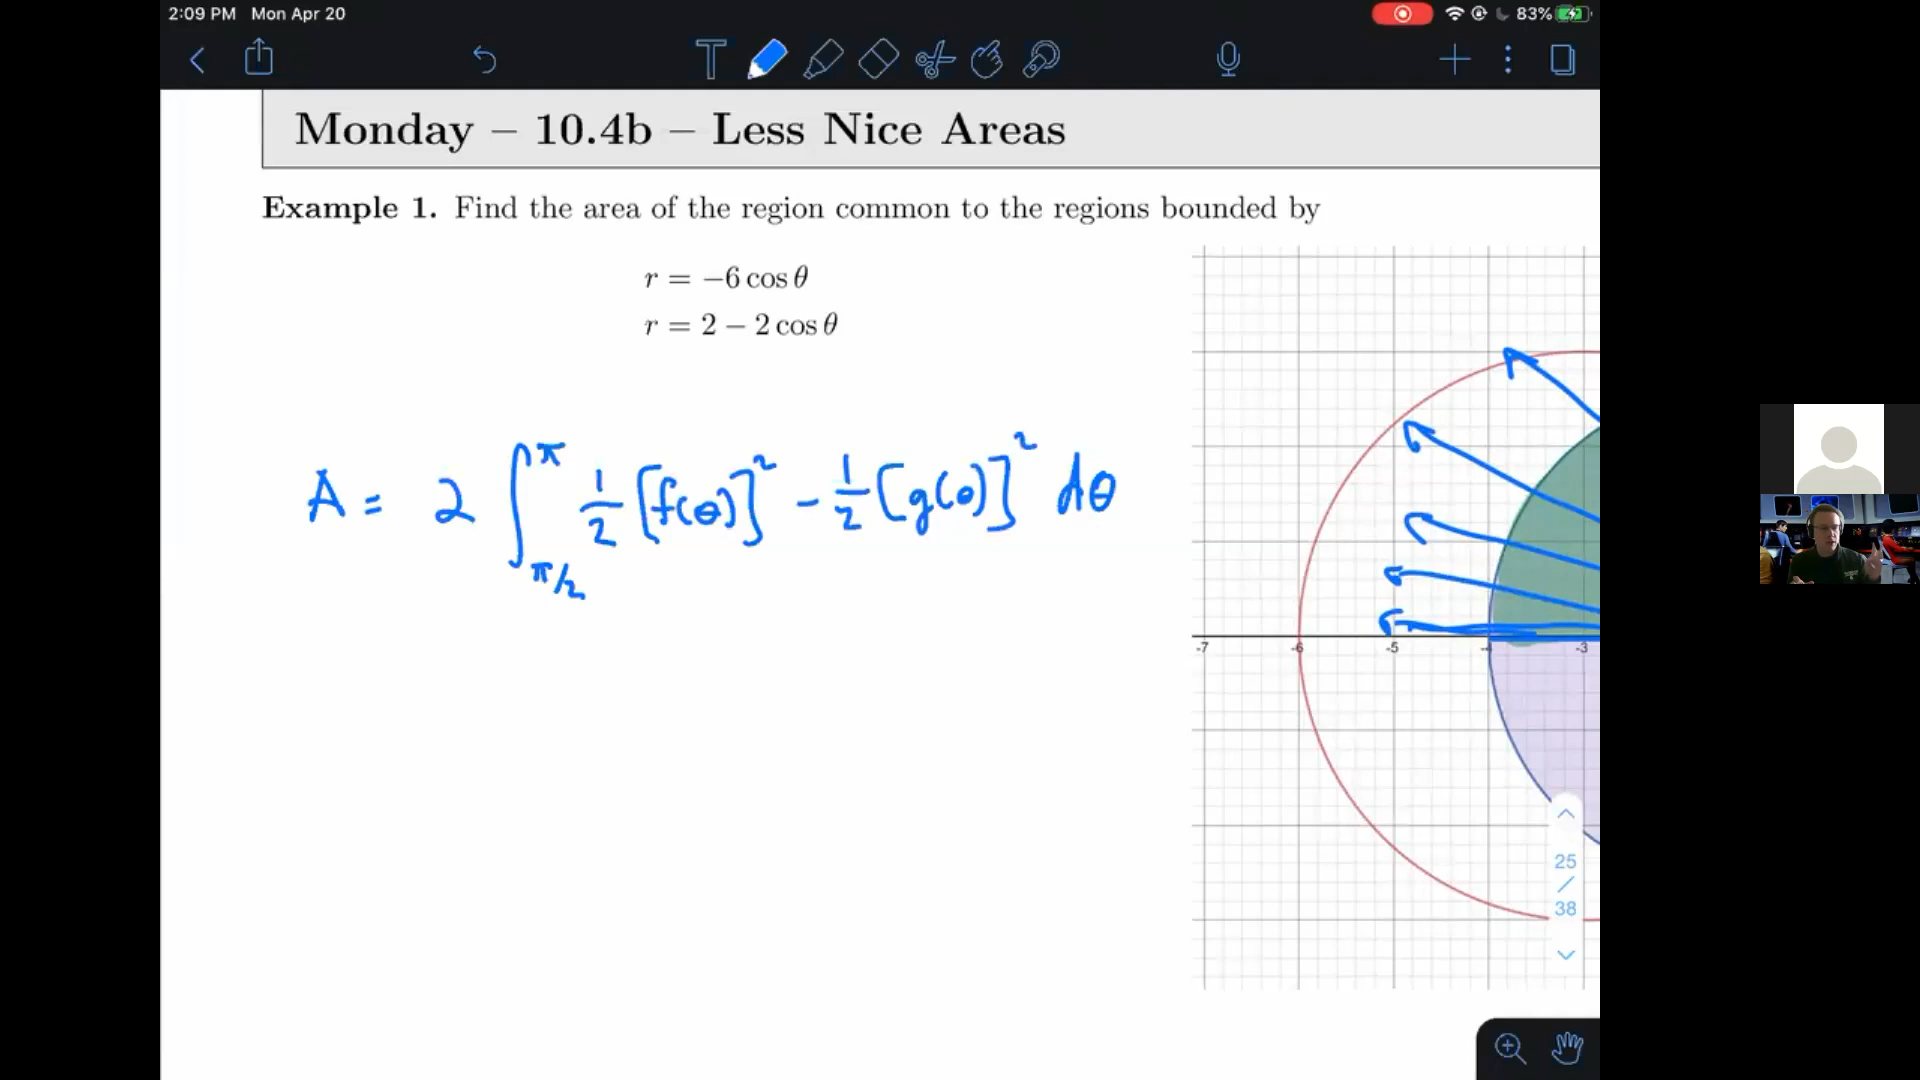 2:09 PM Mon Apr 20
83%
T
Monday – 10.4b – Less Nice Areas
Example 1. Find the area of the region common to the regions bounded by
r = −6 cos θ
r = 2 − 2 cos θ
A = 2 ∫_{π/2}^{π} 1/2 [f(θ)]² − 1/2 [g(θ)]² dθ
-7 -6 -5 -4 -3
25
/
38